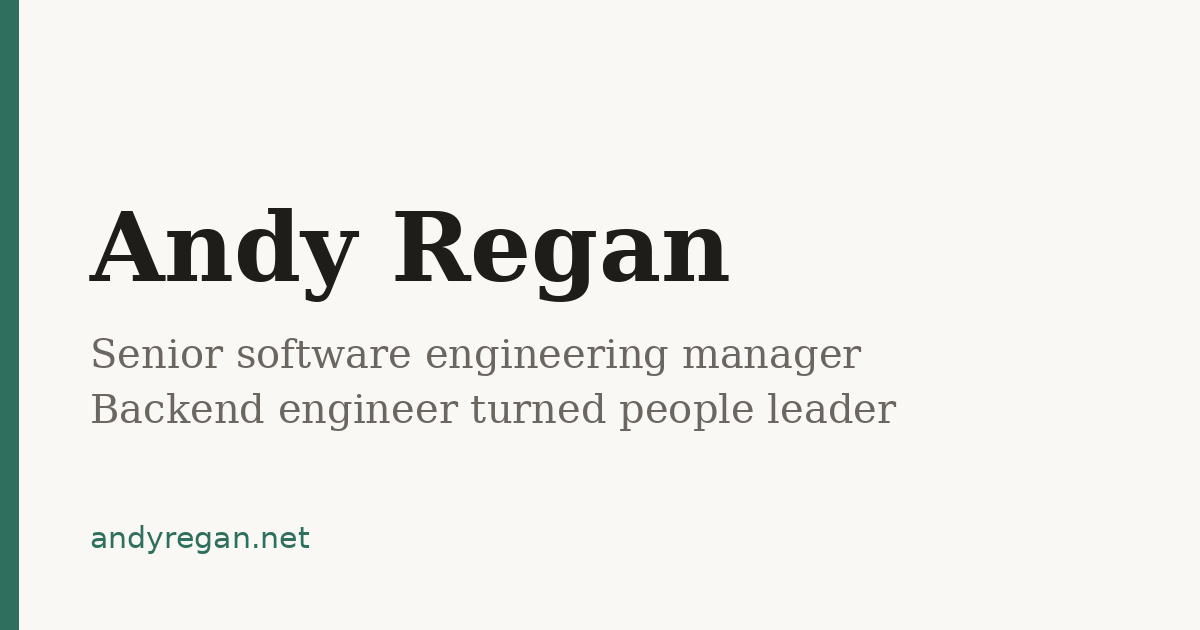 Andy Regan
Senior software engineering manager
Backend engineer turned people leader
andyregan.net